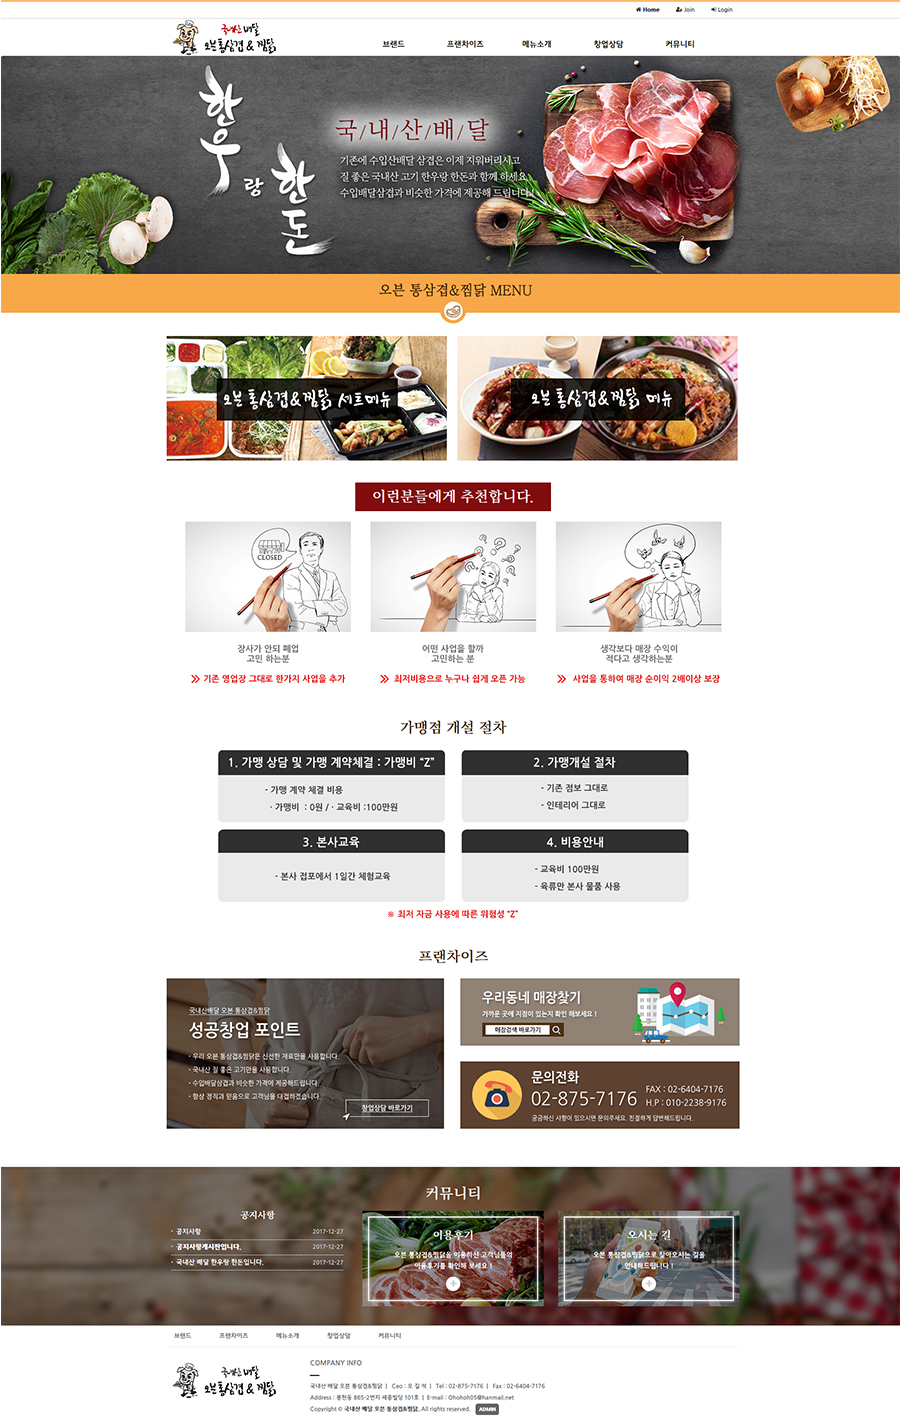 Home Join Login
국내산 배달
오븐통삼겹&찜닭
브랜드 프랜차이즈 메뉴소개 창업상담 커뮤니티
한우
랑
한돈
국/내/산/배/달
기존에 수입산배달 삼겹은 이제 지워버리시고
질 좋은 국내산 고기 한우랑 한돈과 함께 하세요
수입배달삼겹과 비슷한 가격에 제공해 드립니다!
오븐 통삼겹&찜닭 MENU
오븐통삼겹&찜닭 세트메뉴
오븐통삼겹&찜닭 메뉴
이런분들에게 추천합니다.
CLOSED
장사가 안되 폐업
고민 하는분
기존 영업장 그대로 한가지 사업을 추가
어떤 사업을 할까
고민하는 분
최저비용으로 누구나 쉽게 오픈 가능
생각보다 매장 수익이
적다고 생각하는분
사업을 통하여 매장 순이익 2배이상 보장
가맹점 개설 절차
1. 가맹 상담 및 가맹 계약체결 : 가맹비 “Z”
- 가맹 계약 체결 비용
· 가맹비 : 0원 / · 교육비 :100만원
2. 가맹개설 절차
- 기존 점보 그대로
- 인테리어 그대로
3. 본사교육
- 본사 점포에서 1일간 체험교육
4. 비용안내
- 교육비 100만원
- 육류만 본사 물품 사용
※ 최저 자금 사용에 따른 위험성 “Z”
프랜차이즈
국내산배달 오븐 통삼겹&찜닭
성공창업 포인트
- 우리 오븐 통삼겹&찜닭은 신선한 재료만을 사용합니다.
- 국내산 질 좋은 고기만을 사용합니다.
- 수입배달삼겹과 비슷한 가격에 제공해드립니다.
- 항상 정직과 믿음으로 고객님을 대접하겠습니다.
창업상담 바로가기
우리동네 매장찾기
가까운 곳에 지점이 있는지 확인 해보세요 !
매장검색 바로가기
문의전화
02-875-7176
FAX : 02-6404-7176
H.P : 010-2238-9176
궁금하신 사항이 있으시면 문의주세요. 친절하게 답변해드립니다.
커뮤니티
공지사항
· 공지사항 2017-12-27
· 공지사항게시판입니다. 2017-12-27
· 국내산 배달 한우랑 한돈입니다. 2017-12-27
이용후기
오븐 통삼겹&찜닭을 이용하신 고객님들의
이용후기를 확인해 보세요 !
오시는 길
오븐 통삼겹&찜닭으로 찾아오시는 길을
안내해드립니다 !
브랜드 프랜차이즈 메뉴소개 창업상담 커뮤니티
국내산 배달
오븐통삼겹&찜닭
COMPANY INFO
국내산 배달 오븐 통삼겹&찜닭 | Ceo : 오 길 석 | Tel : 02-875-7176 | Fax : 02-6404-7176
Address : 봉천동 865-2번지 세종빌딩 101호 | E-mail : Ohohoh05@hanmail.net
Copyright © 국내산 배달 오븐 통삼겹&찜닭. All rights reserved. ADMIN